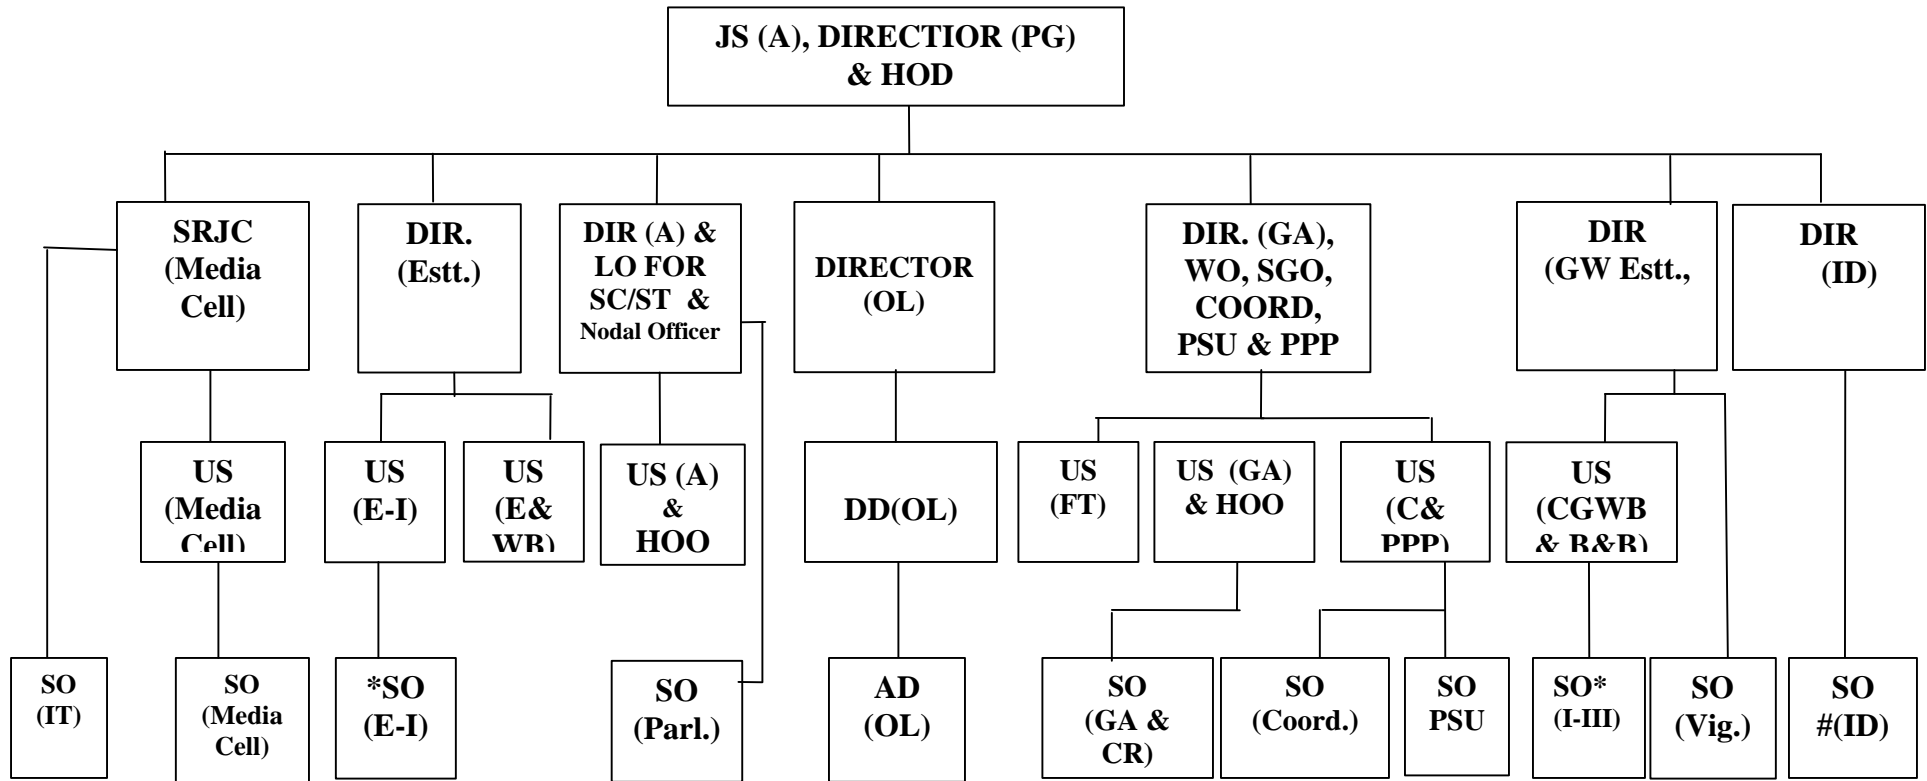 JS (A), DIRECTIOR (PG)
& HOD
SRJC
(Media
Cell)
DIR.
(Estt.)
DIR (A) &
LO FOR
SC/ST &
Nodal Officer
DIRECTOR
(OL)
DIR. (GA),
WO, SGO,
COORD,
PSU & PPP
DIR
(GW Estt.,
DIR
(ID)
US
(Media
Cell)
US
(E-I)
US
(E&
WB)
US (A)
&
HOO
DD(OL)
US
(FT)
US (GA)
& HOO
US
(C&
PPP)
US
(CGWB
& B&B)
SO
(IT)
SO
(Media
Cell)
*SO
(E-I)
SO
(Parl.)
AD
(OL)
SO
(GA &
CR)
SO
(Coord.)
SO
PSU
SO*
(I-III)
SO
(Vig.)
SO
#(ID)